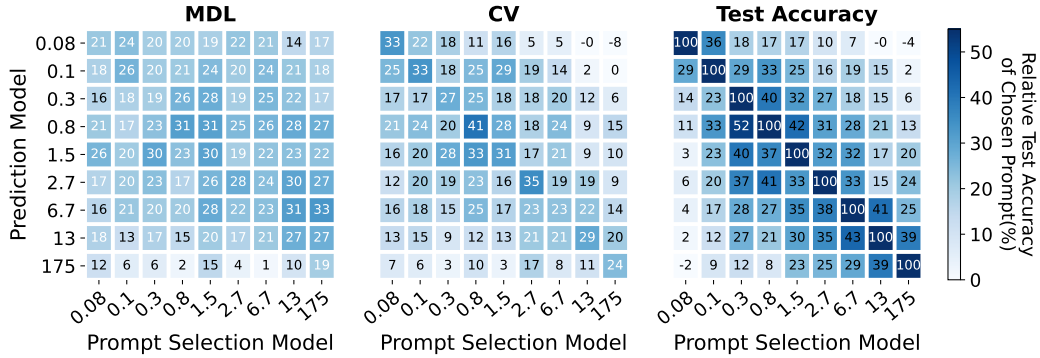 MDL CV Test Accuracy
0.08 21 24 20 20 19 22 21 14 17 33 22 18 11 16 5 5 -0 -8 100 36 18 17 17 10 7 -0 -4
0.1 18 26 20 21 24 20 24 21 18 25 33 18 25 29 19 14 2 0 29 100 29 33 25 16 19 15 2
0.3 16 18 19 26 28 19 25 22 17 17 17 27 25 18 18 20 12 6 14 23 100 40 32 27 18 15 6
0.8 21 17 23 31 31 25 26 28 27 21 24 20 41 28 18 24 9 15 11 33 52 100 42 31 28 21 13
1.5 26 20 30 23 30 19 22 23 22 16 20 28 33 31 17 21 9 10 3 23 40 37 100 32 32 17 20
2.7 17 20 23 17 26 28 24 30 27 12 20 19 23 16 35 19 19 9 6 20 37 41 33 100 33 15 24
6.7 16 21 20 20 28 22 23 31 33 16 18 15 25 17 23 23 22 14 4 17 28 27 35 38 100 41 25
13 18 13 17 15 20 17 21 27 27 13 15 9 12 13 21 21 29 20 2 12 27 21 30 35 43 100 39
175 12 6 6 2 15 4 1 10 19 7 6 3 10 3 17 8 11 24 -2 9 12 8 23 25 29 39 100
0.08 0.1 0.3 0.8 1.5 2.7 6.7 13 175 0.08 0.1 0.3 0.8 1.5 2.7 6.7 13 175 0.08 0.1 0.3 0.8 1.5 2.7 6.7 13 175
Prompt Selection Model Prompt Selection Model Prompt Selection Model
Prediction Model
50
40
30
20
10
0
Relative Test Accuracy
of Chosen Prompt(%)